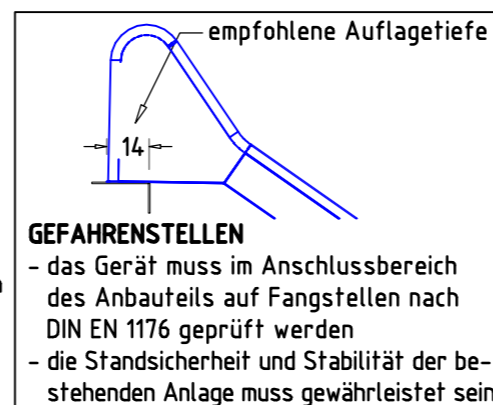 empfohlene Auflagetiefe
14
GEFAHRENSTELLEN
- das Gerät muss im Anschlussbereich
des Anbauteils auf Fangstellen nach
DIN EN 1176 geprüft werden
- die Standsicherheit und Stabilität der be-
stehenden Anlage muss gewährleistet sein